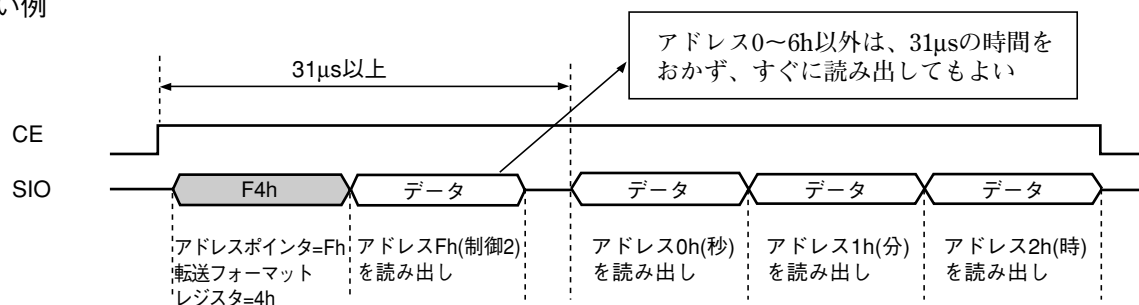 い例
アドレス0〜6h以外は、31μsの時間を
おかず、すぐに読み出してもよい
31μs以上
CE
SIO
F4h
データ
データ
データ
データ
アドレスポインタ=Fh
転送フォーマット
レジスタ=4h
アドレスFh(制御2)
を読み出し
アドレス0h(秒)
を読み出し
アドレス1h(分)
を読み出し
アドレス2h(時)
を読み出し